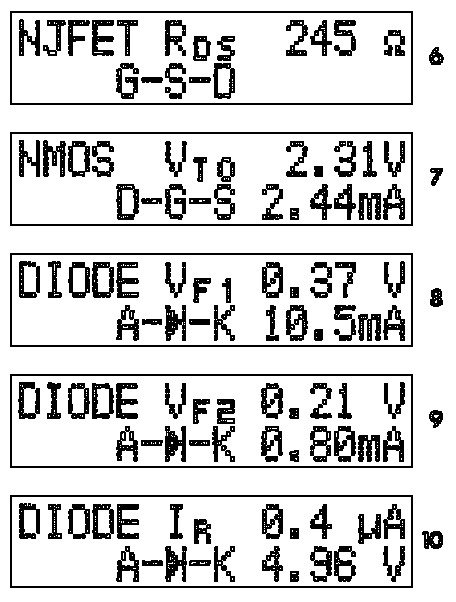 NJFET RDS 245 Ω 6
G-S-D
NMOS VTO 2.31V
D-G-S 2.44mA 7
DIODE VF1 0.37 V
A-▶|-K 10.5mA 8
DIODE VF2 0.21 V
A-▶|-K 0.80mA 9
DIODE IR 0.4 µA
A-▶|-K 4.96 V 10